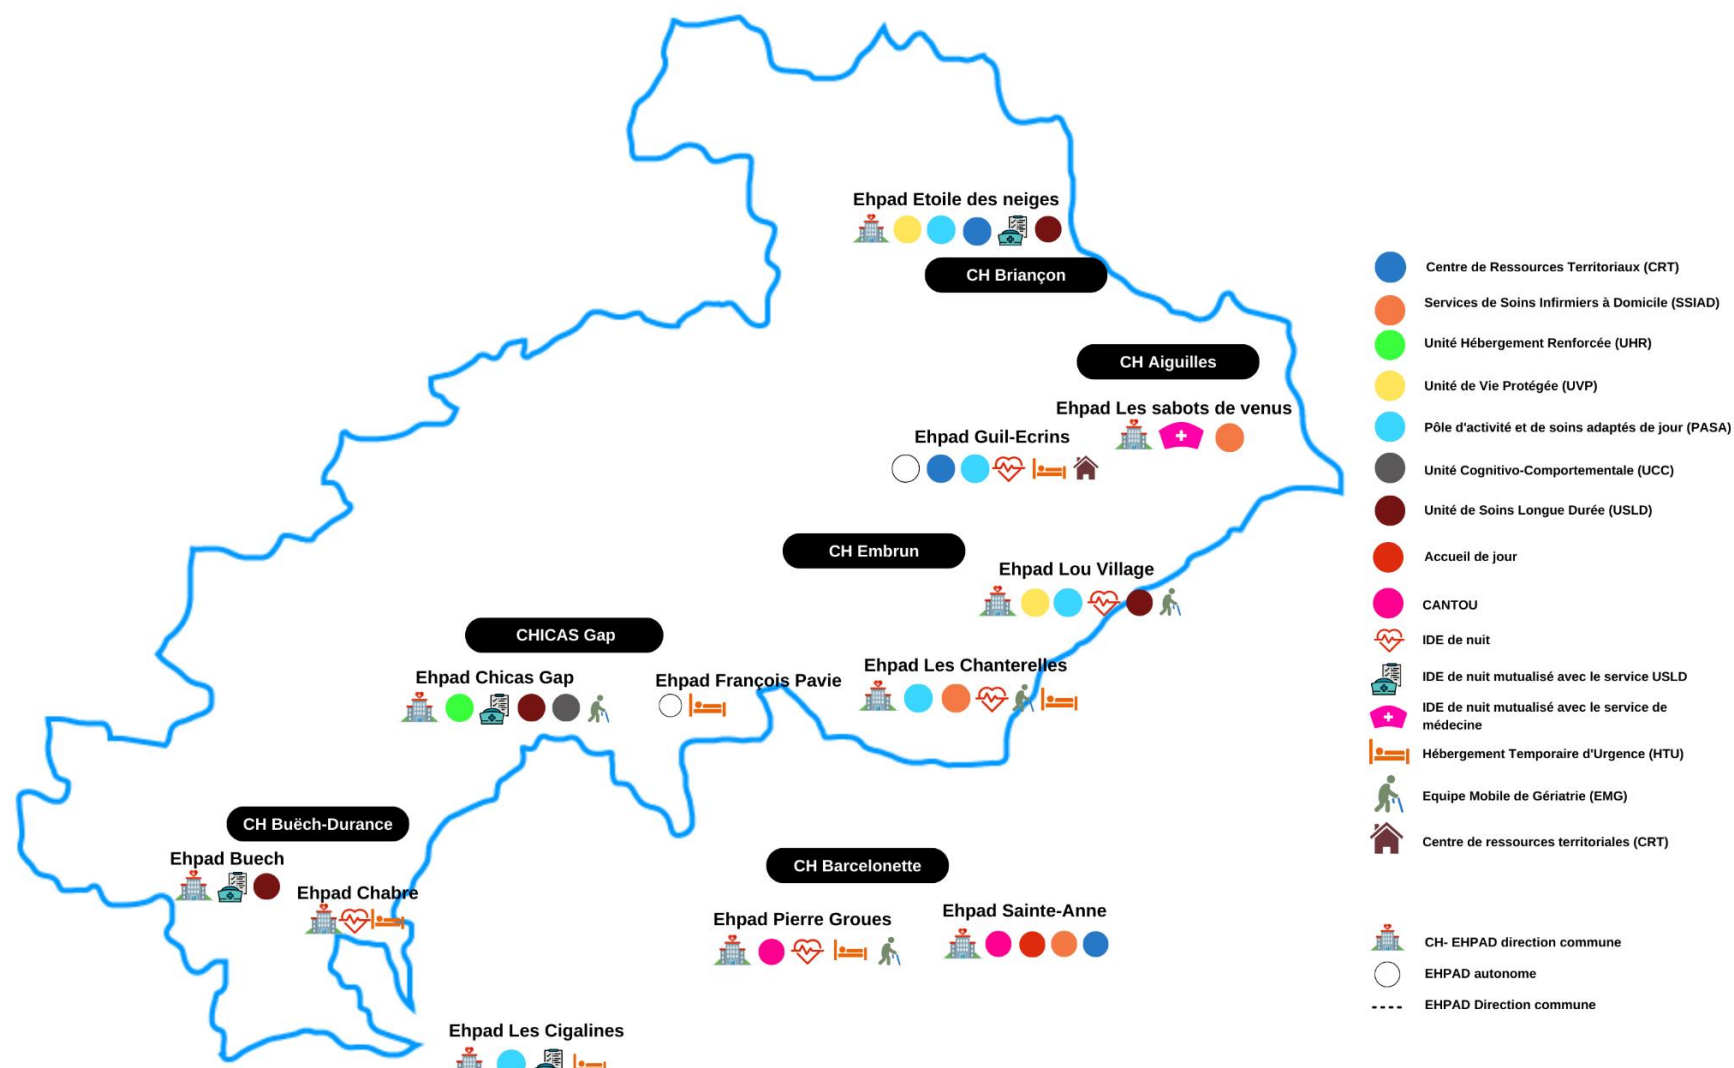 Ehpad Etoile des neiges
CH Briançon
CH Aiguilles
Ehpad Les sabots de venus
Ehpad Guil-Ecrins
CH Embrun
Ehpad Lou Village
CHICAS Gap
Ehpad Chicas Gap
Ehpad François Pavie
Ehpad Les Chanterelles
CH Buëch-Durance
Ehpad Buech
Ehpad Chabre
CH Barcelonette
Ehpad Pierre Groues
Ehpad Sainte-Anne
Ehpad Les Cigalines
Centre de Ressources Territoriaux (CRT)
Services de Soins Infirmiers à Domicile (SSIAD)
Unité Hébergement Renforcée (UHR)
Unité de Vie Protégée (UVP)
Pôle d'activité et de soins adaptés de jour (PASA)
Unité Cognitivo-Comportementale (UCC)
Unité de Soins Longue Durée (USLD)
Accueil de jour
CANTOU
IDE de nuit
IDE de nuit mutualisé avec le service USLD
IDE de nuit mutualisé avec le service de
médecine
Hébergement Temporaire d'Urgence (HTU)
Equipe Mobile de Gériatrie (EMG)
Centre de ressources territoriales (CRT)
CH- EHPAD direction commune
EHPAD autonome
EHPAD Direction commune